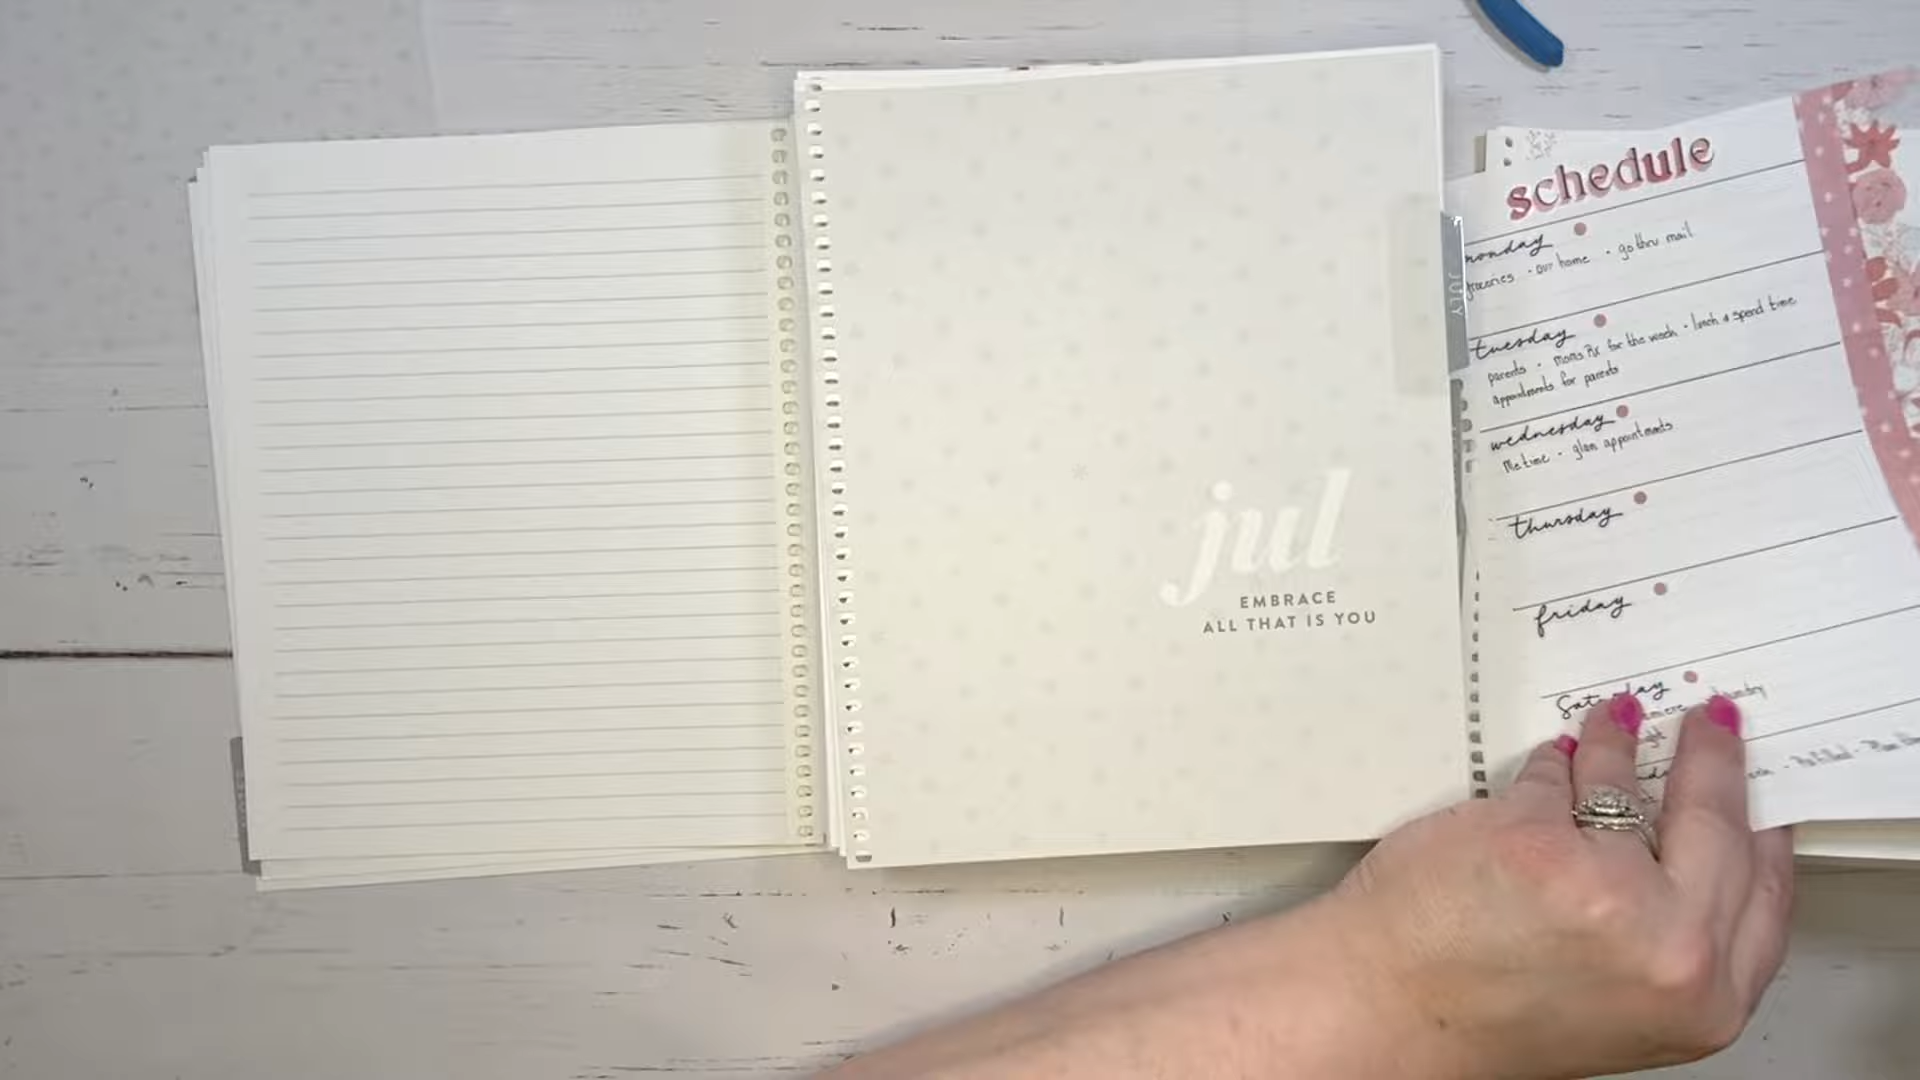 jul
EMBRACE
ALL THAT IS YOU
JULY
schedule
monday
groceries · our home · go thru mail
tuesday
parents · moms Rx for the week · lunch & spend time
appointments for parents
wednesday
Me time · glam appointments
thursday
friday
Saturday